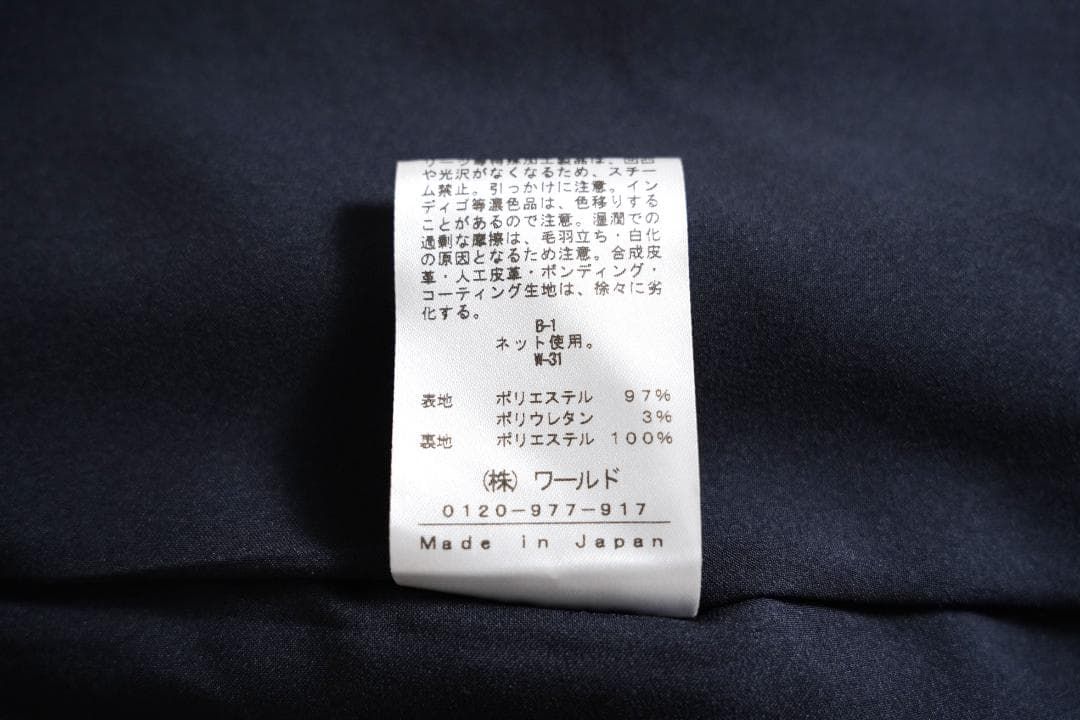 や光沢がなくなるため、スチー
ム禁止。引っかけに注意。イン
ディゴ等濃色品は、色移りする
ことがあるので注意。湿潤での
過剰な摩擦は、毛羽立ち・白化
の原因となるため注意。合成皮
革・人工皮革・ボンディング・
コーティング生地は、徐々に劣
化する。
B-1
ネット使用。
W-31
表地 ポリエステル 97%
ポリウレタン 3%
裏地 ポリエステル 100%
(株)ワールド
0120-977-917
Made in Japan